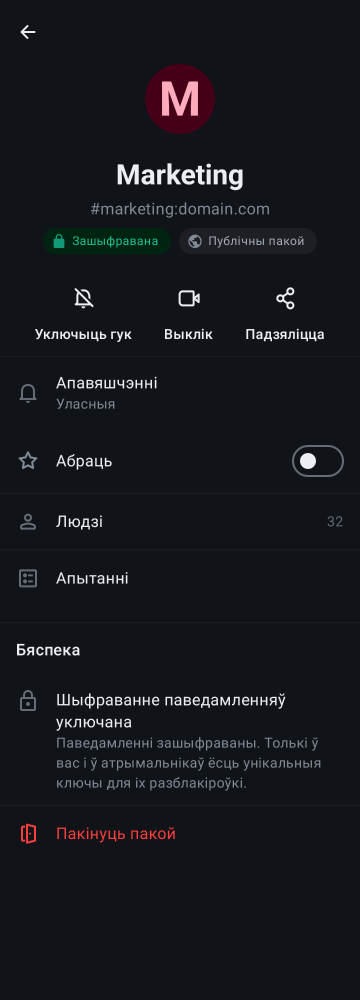 M
Marketing
#marketing:domain.com
Зашыфравана
Публічны пакой
Уключыць гук
Выклік
Падзяліцца
Апавяшчэнні
Уласныя
Абраць
Людзі
32
Апытанні
Бяспека
Шыфраванне паведамленняў
уключана
Паведамленні зашыфраваны. Толькі ў
вас і ў атрымальнікаў ёсць унікальныя
ключы для іх разблакіроўкі.
Пакінуць пакой